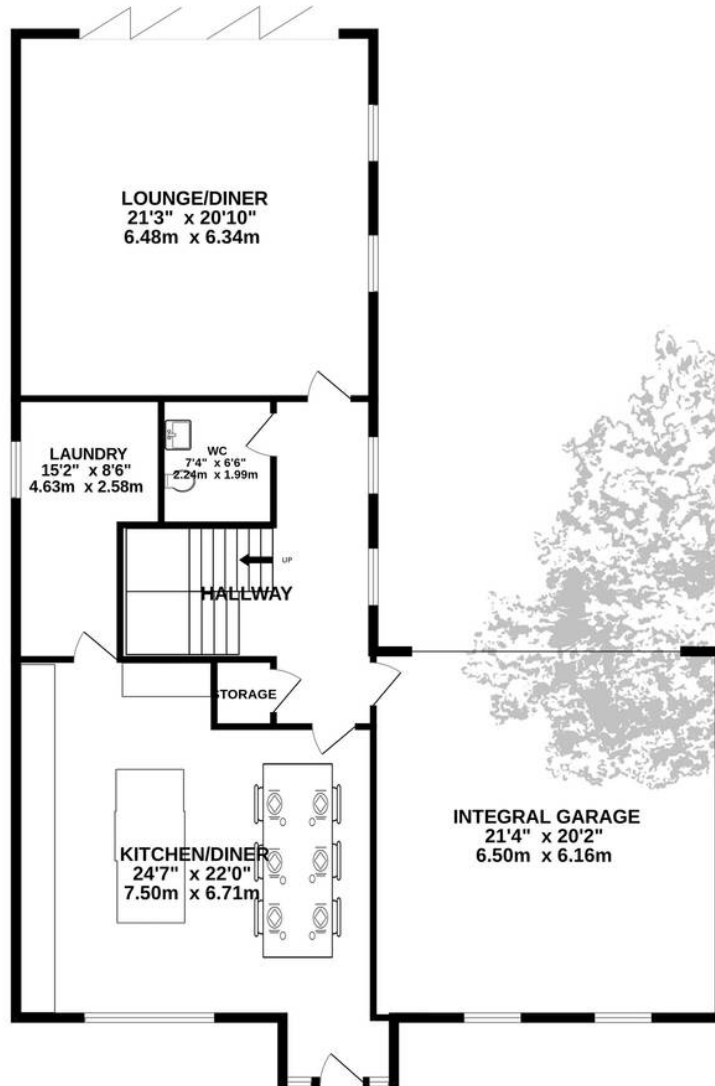 LOUNGE/DINER
21'3" x 20'10"
6.48m x 6.34m
LAUNDRY
15'2" x 8'6"
4.63m x 2.58m
WC
7'4" x 6'6"
2.24m x 1.99m
UP
HALLWAY
STORAGE
INTEGRAL GARAGE
21'4" x 20'2"
6.50m x 6.16m
KITCHEN/DINER
24'7" x 22'0"
7.50m x 6.71m